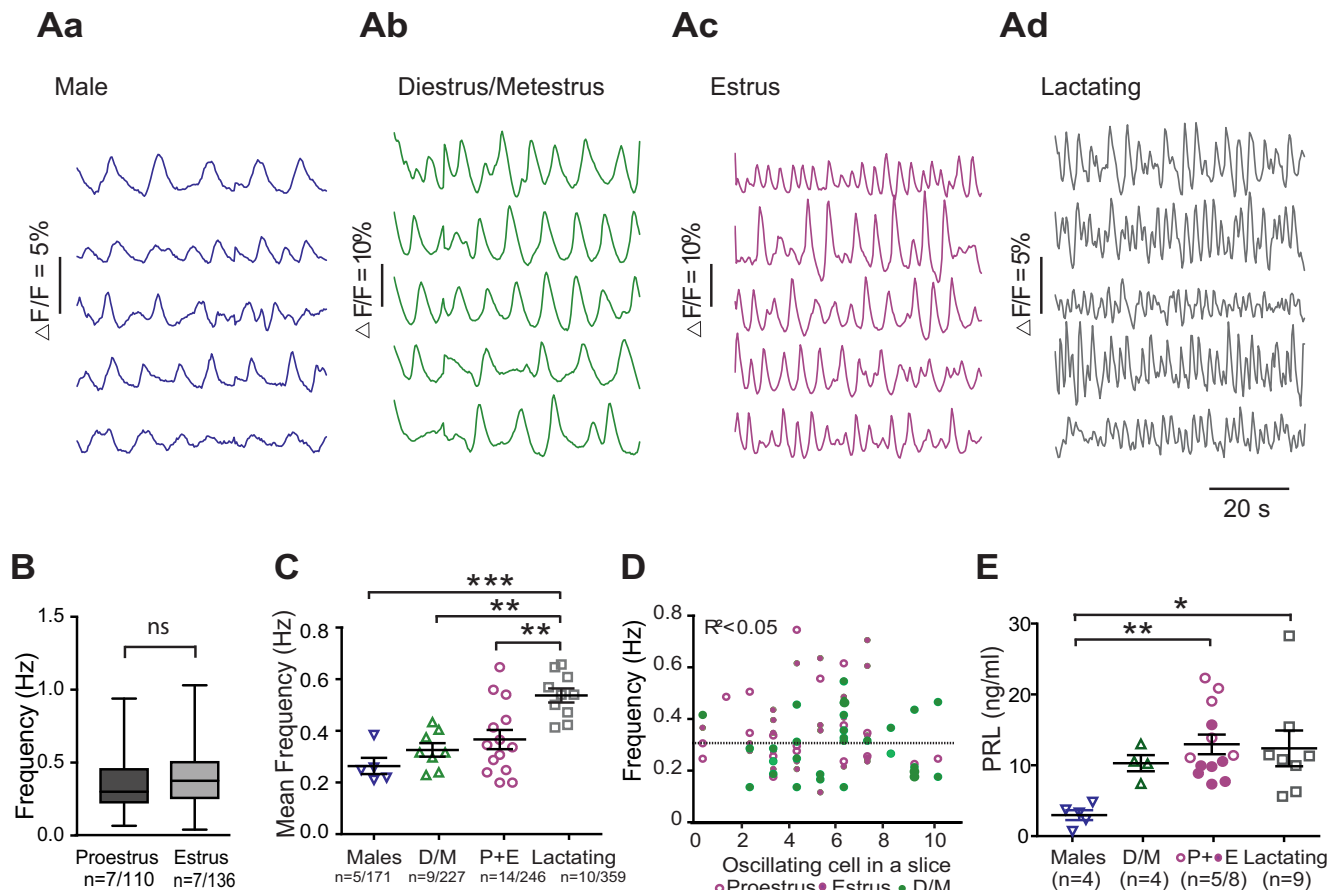 Aa
Ab
Ac
Ad
Male
Diestrus/Metestrus
Estrus
Lactating
△ F/F = 5%
△ F/F = 10%
△ F/F = 10%
△ F/F = 5%
20 s
B
1.5
1.0
0.5
0.0
Frequency (Hz)
ns
Proestrus
Estrus
n=7/110
n=7/136
C
0.8
0.6
0.4
0.2
0.0
Mean Frequency (Hz)
***
**
**
Males
D/M
P+E
Lactating
n=5/171
n=9/227
n=14/246
n=10/359
D
0.8
0.6
0.4
0.2
0
Frequency (Hz)
R²<0.05
0 2 4 6 8 10
Oscillating cell in a slice
Proestrus Estrus D/M
E
30
20
10
0
PRL (ng/ml)
*
**
Males
D/M
P+ E
Lactating
(n=4)
(n=4)
(n=5/8)
(n=9)